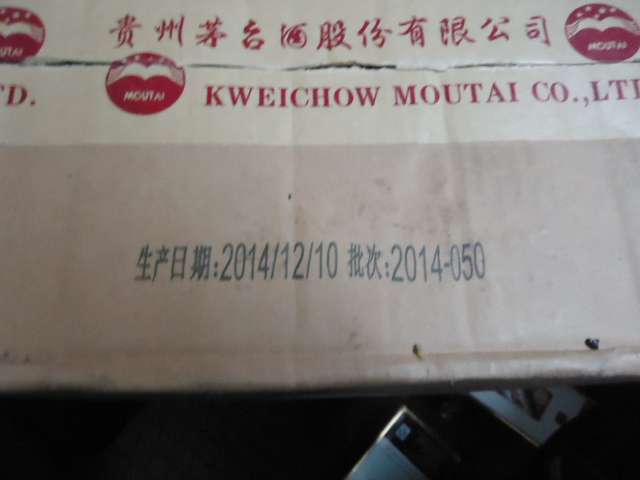 MOUTAI 贵州茅台酒股份有限公司 MOUTAI
TD. MOUTAI KWEICHOW MOUTAI CO.,LTD
生产日期:2014/12/10 批次:2014-050